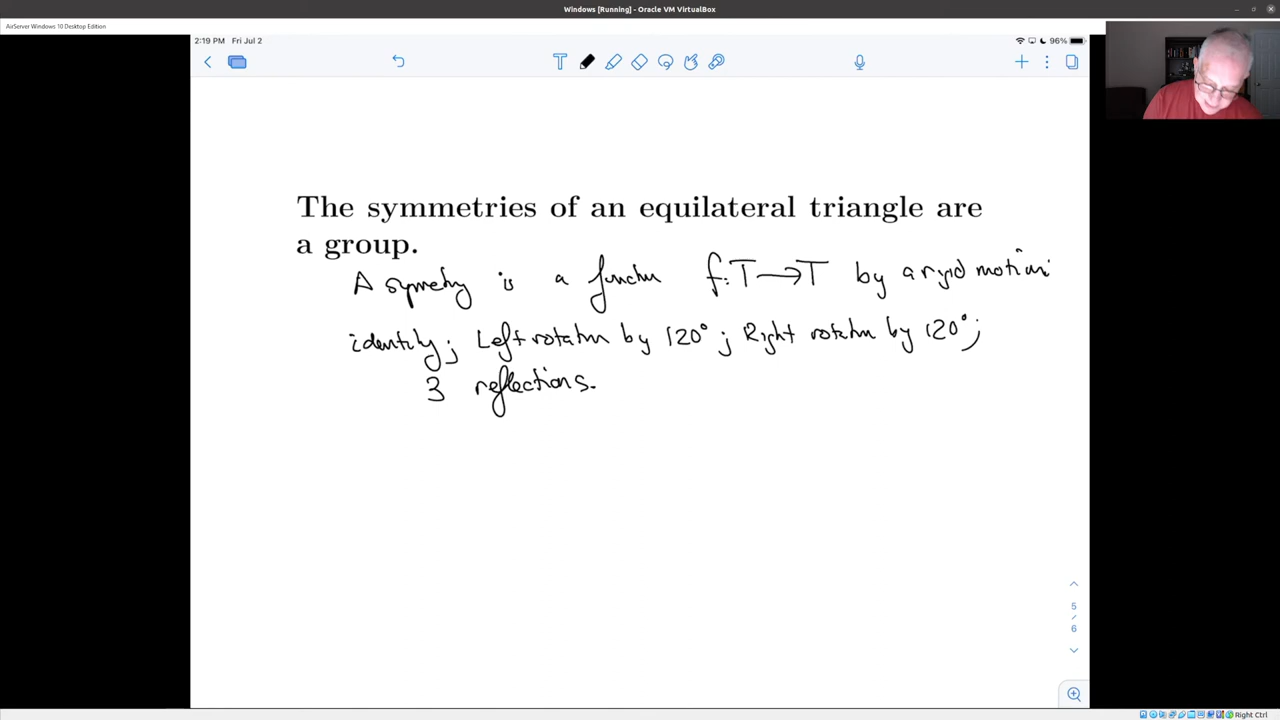 Windows [Running] - Oracle VM VirtualBox
AirServer Windows 10 Desktop Edition
2:19 PM Fri Jul 2
96%
The symmetries of an equilateral triangle are
a group.
A symetry is a function f: T → T by a rigid motion
identity; Left rotation by 120°; Right rotation by 120°;
3 reflections.
5
/
6
Right Ctrl